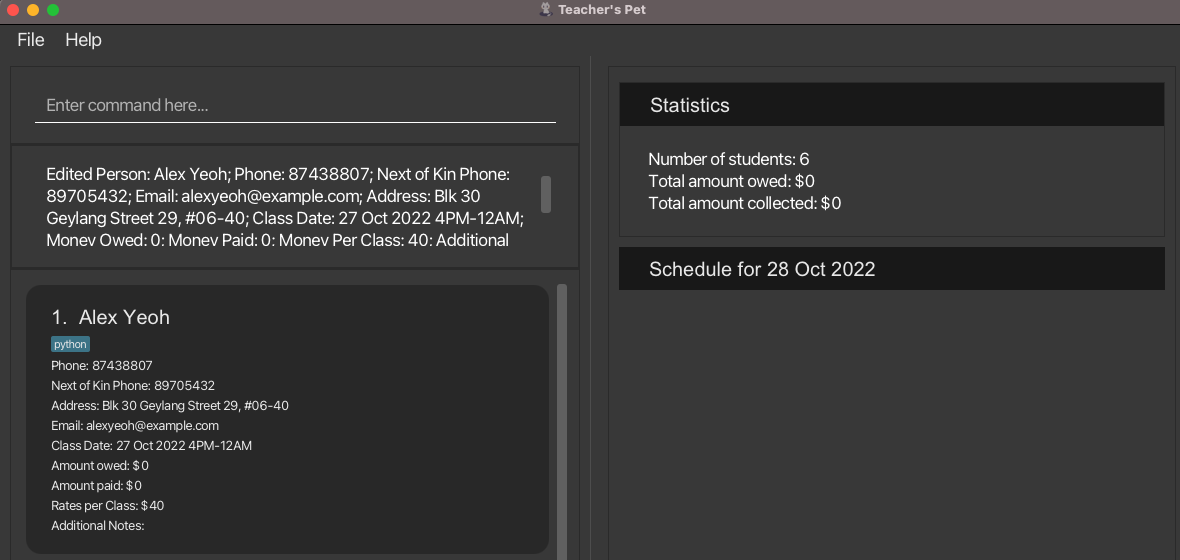 Teacher's Pet
File Help
Enter command here...
Edited Person: Alex Yeoh; Phone: 87438807; Next of Kin Phone:
89705432; Email: alexyeoh@example.com; Address: Blk 30
Geylang Street 29, #06-40; Class Date: 27 Oct 2022 4PM-12AM;
Money Owed: 0; Money Paid: 0; Money Per Class: 40; Additional
1. Alex Yeoh
python
Phone: 87438807
Next of Kin Phone: 89705432
Address: Blk 30 Geylang Street 29, #06-40
Email: alexyeoh@example.com
Class Date: 27 Oct 2022 4PM-12AM
Amount owed: $0
Amount paid: $0
Rates per Class: $40
Additional Notes:
Statistics
Number of students: 6
Total amount owed: $0
Total amount collected: $0
Schedule for 28 Oct 2022